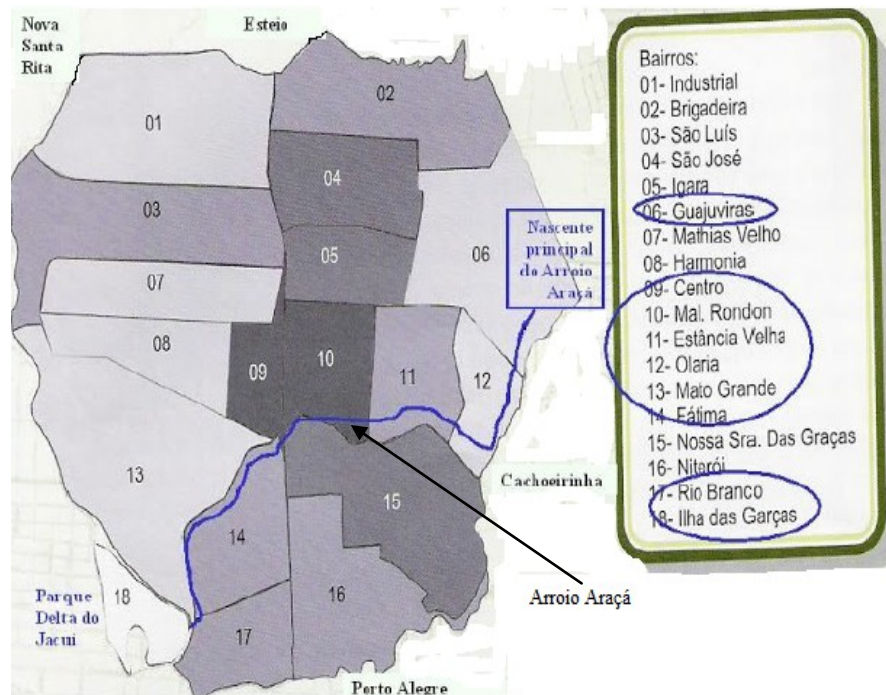 Nova
Santa
Rita
Esteio
01
02
03
04
05
06
07
08
09
10
11
12
13
14
15
16
17
18
Nascente
principal
do Arroio
Araçá
Cachoeirinha
Arroio Araçá
Parque
Delta do
Jacuí
Porto Alegre
Bairros:
01- Industrial
02- Brigadeira
03- São Luís
04- São José
05- Igara
06- Guajuviras
07- Mathias Velho
08- Harmonia
09- Centro
10- Mal. Rondon
11- Estância Velha
12- Olaria
13- Mato Grande
14- Fátima
15- Nossa Sra. Das Graças
16- Niterói
17- Rio Branco
18- Ilha das Garças